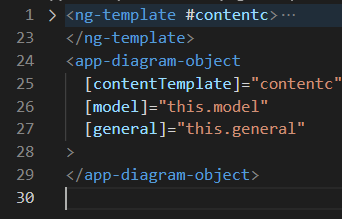 1 > <ng-template #contentc>···
23 </ng-template>
24 <app-diagram-object
25 [contentTemplate]="contentc"
26 [model]="this.model"
27 [general]="this.general"
28 >
29 </app-diagram-object>
30